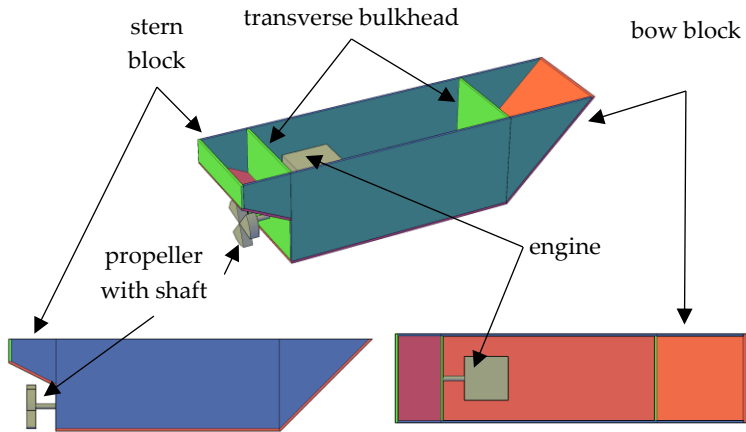 stern
block
transverse bulkhead
bow block
propeller
with shaft
engine